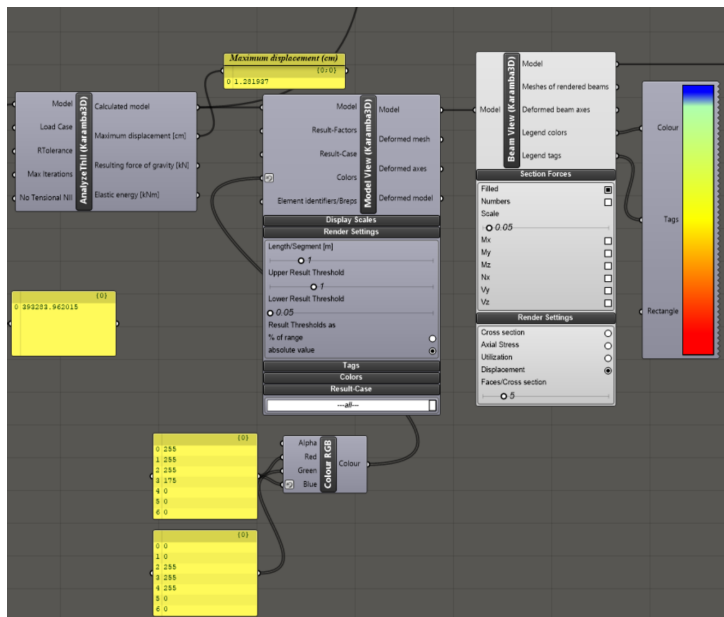 Maximum displacement (cm)
{0;0}
0 1.281937
Model
Load Case
RTolerance
Max Iterations
No Tensional NII
AnalyzeThII (Karamba3D)
Calculated model
Maximum displacement [cm]
Resulting force of gravity [kN]
Elastic energy [kNm]
Model
Result-Factors
Result-Case
Colors
Element identifiers/Breps
Model View (Karamba3D)
Model
Deformed mesh
Deformed axes
Deformed model
Display Scales
Render Settings
Length/Segment [m]
1
Upper Result Threshold
1
Lower Result Threshold
0.05
Result Thresholds as
% of range
absolute value
Tags
Colors
Result-Case
---all---
Model
Beam View (Karamba3D)
Model
Meshes of rendered beams
Deformed beam axes
Legend colors
Legend tags
Section Forces
Filled
Numbers
Scale
0.05
Mx
My
Mz
Nx
Vy
Vz
Render Settings
Cross section
Axial Stress
Utilization
Displacement
Faces/Cross section
5
Colour
Tags
Rectangle
{0}
0.393283.962015
{0}
0 255
1 255
2 255
3 175
4 0
5 0
6 0
Alpha
Red
Green
Blue
Colour RGB
Colour
{0}
0 0
1 0
2 255
3 255
4 255
5 0
6 0